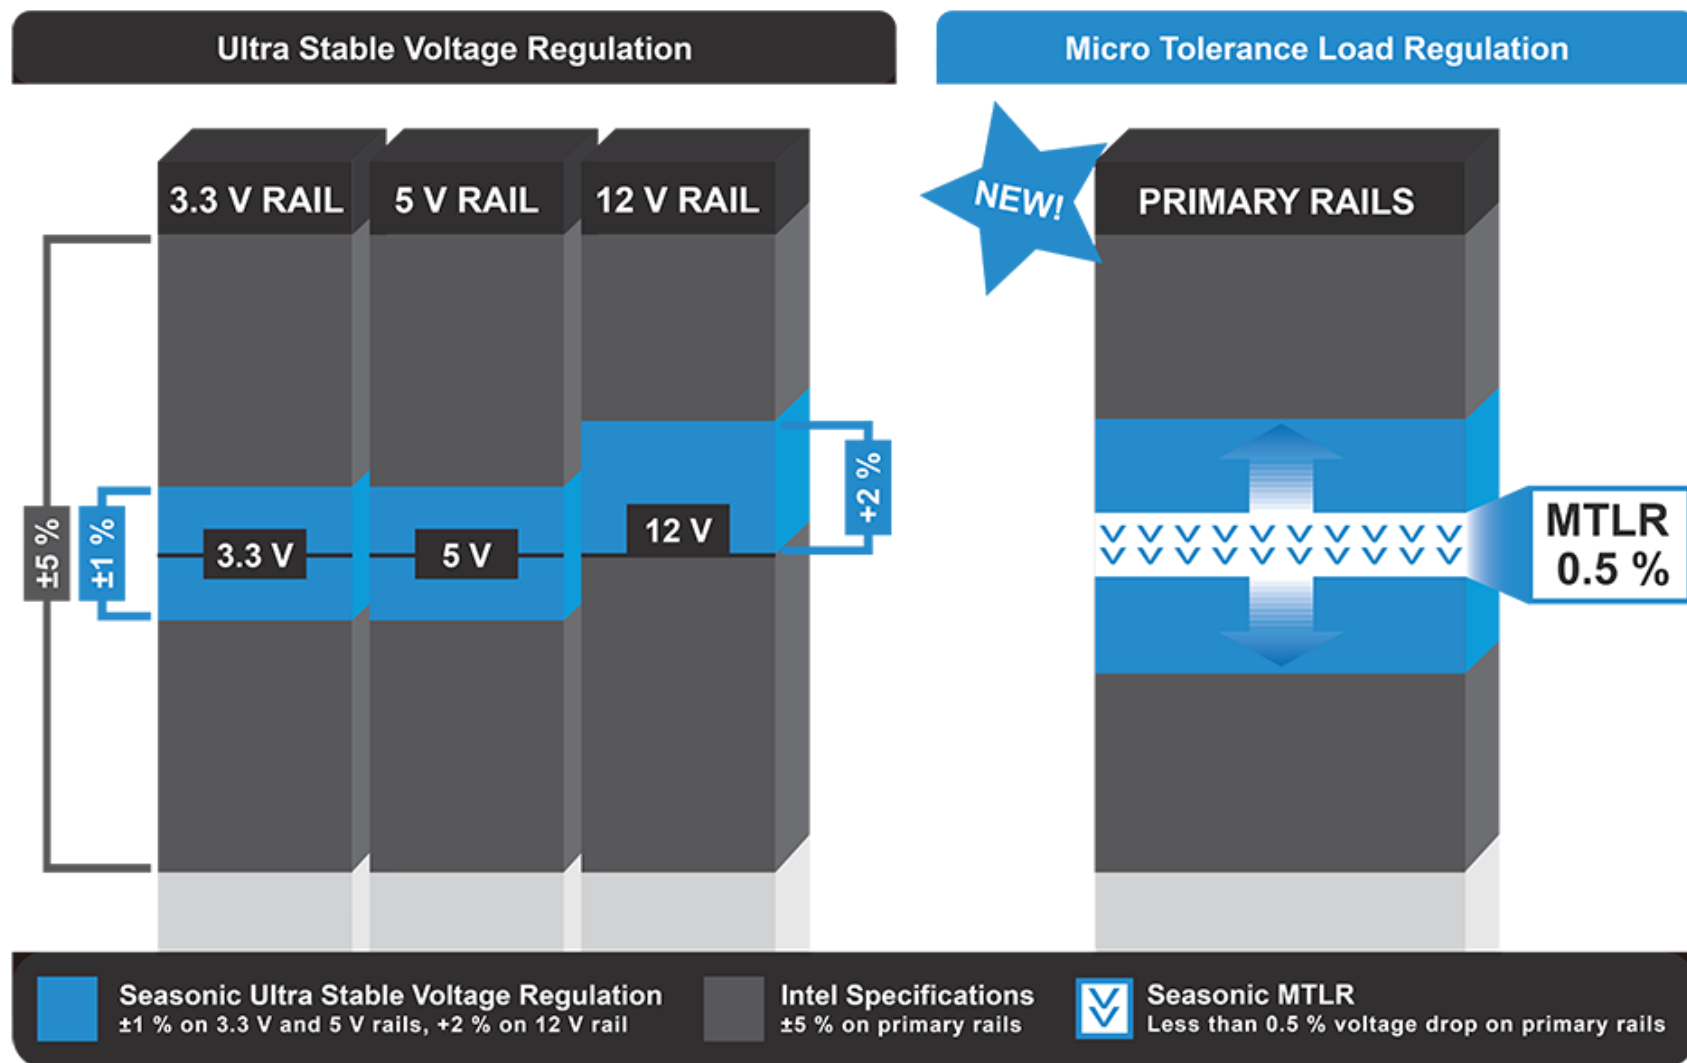 Ultra Stable Voltage Regulation
Micro Tolerance Load Regulation
3.3 V RAIL
5 V RAIL
12 V RAIL
NEW!
PRIMARY RAILS
±5 %
±1 %
3.3 V
5 V
12 V
+2 %
MTLR
0.5 %
Seasonic Ultra Stable Voltage Regulation
±1 % on 3.3 V and 5 V rails, +2 % on 12 V rail
Intel Specifications
±5 % on primary rails
Seasonic MTLR
Less than 0.5 % voltage drop on primary rails